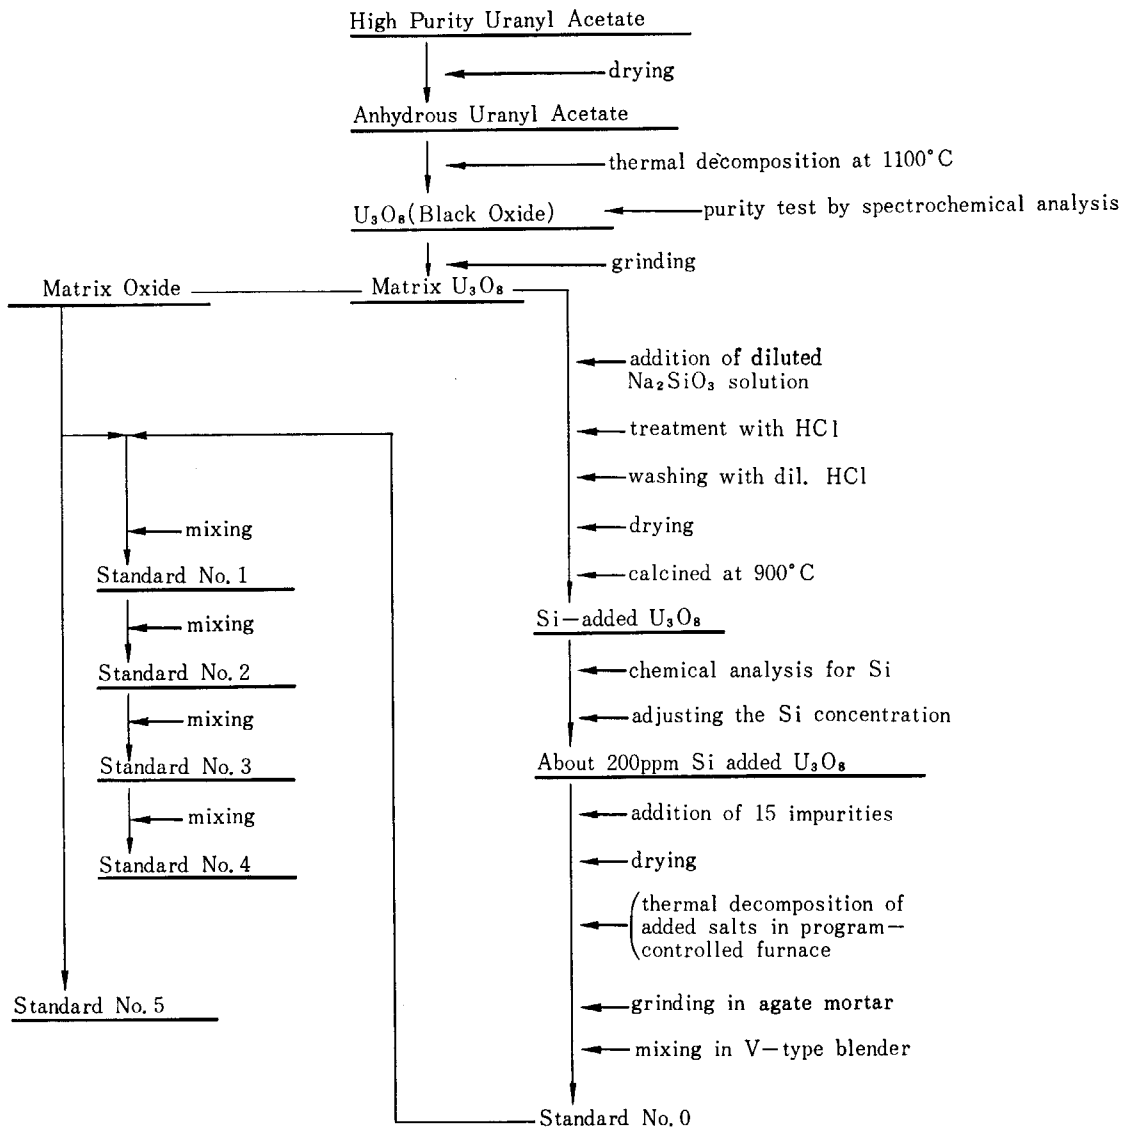 High Purity Uranyl Acetate
drying
Anhydrous Uranyl Acetate
thermal decomposition at 1100°C
U₃O₈(Black Oxide)
purity test by spectrochemical analysis
grinding
Matrix Oxide
Matrix U₃O₈
addition of diluted
Na₂SiO₃ solution
treatment with HCl
washing with dil. HCl
drying
calcined at 900°C
Si-added U₃O₈
chemical analysis for Si
adjusting the Si concentration
About 200ppm Si added U₃O₈
addition of 15 impurities
drying
(thermal decomposition of
added salts in program-
controlled furnace
grinding in agate mortar
mixing in V-type blender
Standard No. 0
mixing
Standard No. 1
mixing
Standard No. 2
mixing
Standard No. 3
mixing
Standard No. 4
Standard No. 5